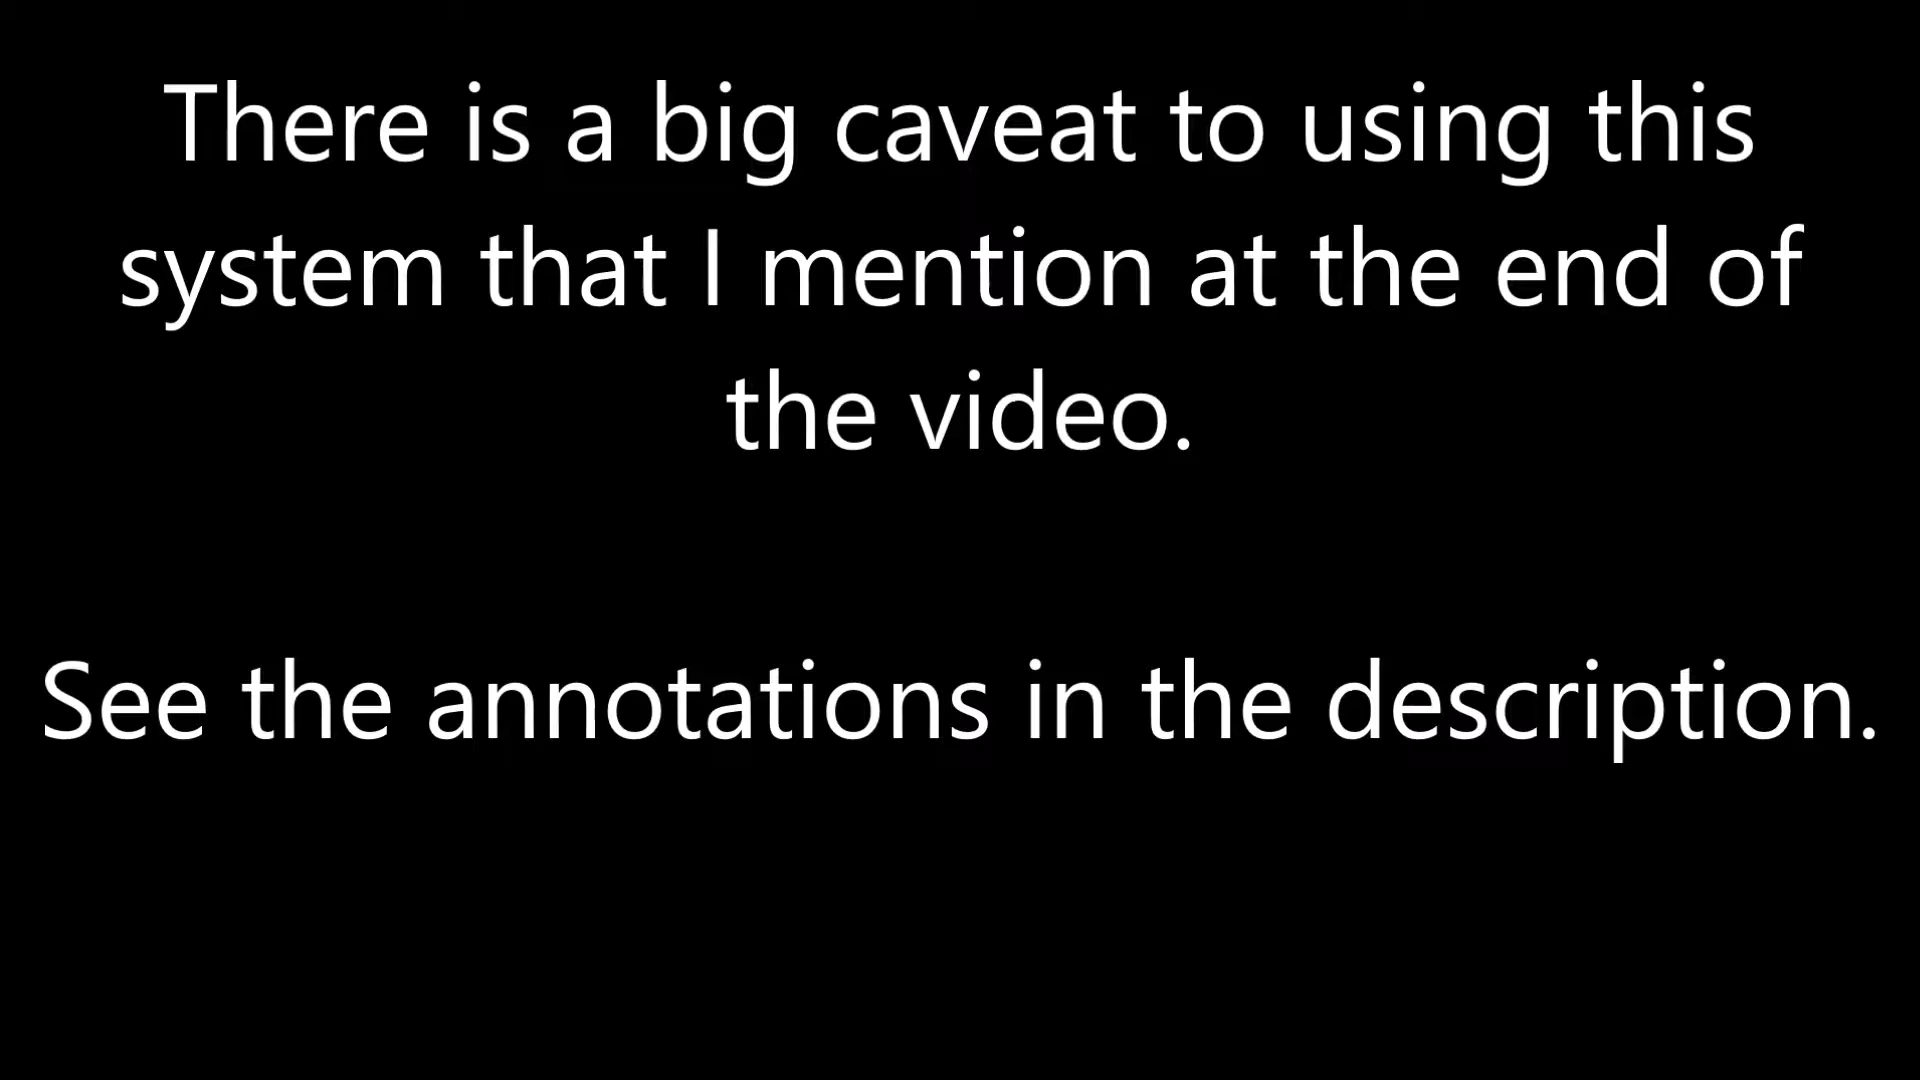 There is a big caveat to using this
system that I mention at the end of
the video.
See the annotations in the description.